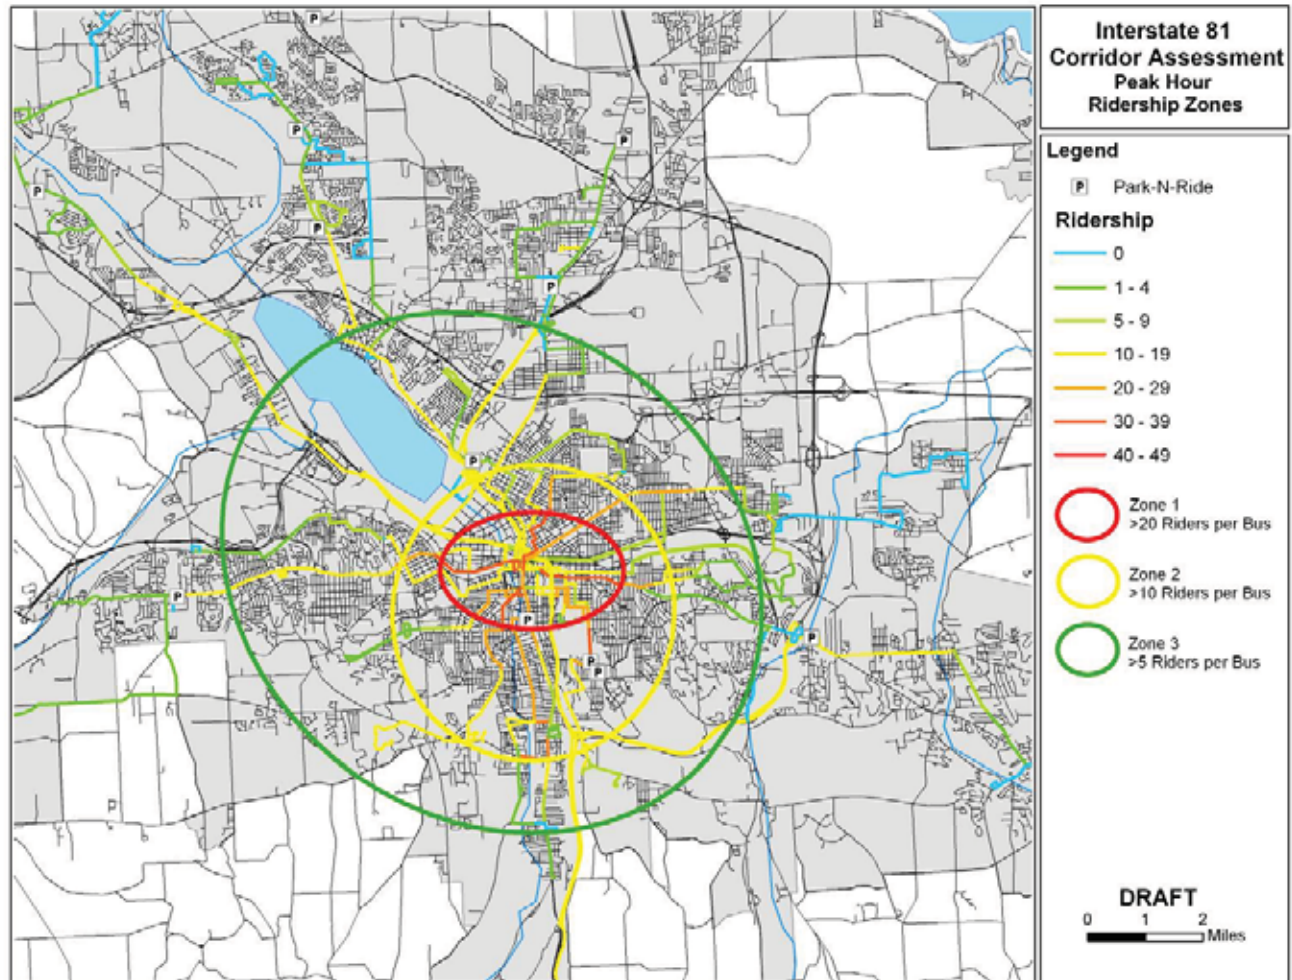 Interstate 81
Corridor Assessment
Peak Hour
Ridership Zones
Legend
P Park-N-Ride
Ridership
0
1 - 4
5 - 9
10 - 19
20 - 29
30 - 39
40 - 49
Zone 1
>20 Riders per Bus
Zone 2
>10 Riders per Bus
Zone 3
>5 Riders per Bus
DRAFT
0 1 2
Miles
P
P
P
P
P
P
P
P
P
P
P
P
P